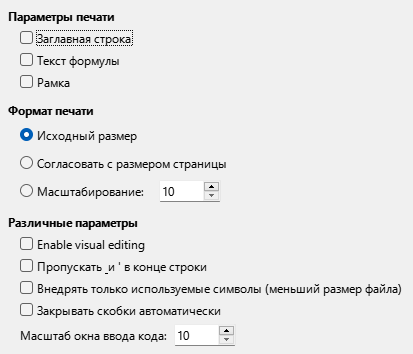 Параметры печати
Заглавная строка
Текст формулы
Рамка
Формат печати
Исходный размер
Согласовать с размером страницы
Масштабирование: 10
Различные параметры
Enable visual editing
Пропускать ˽и ' в конце строки
Внедрять только используемые символы (меньший размер файла)
Закрывать скобки автоматически
Масштаб окна ввода кода: 10